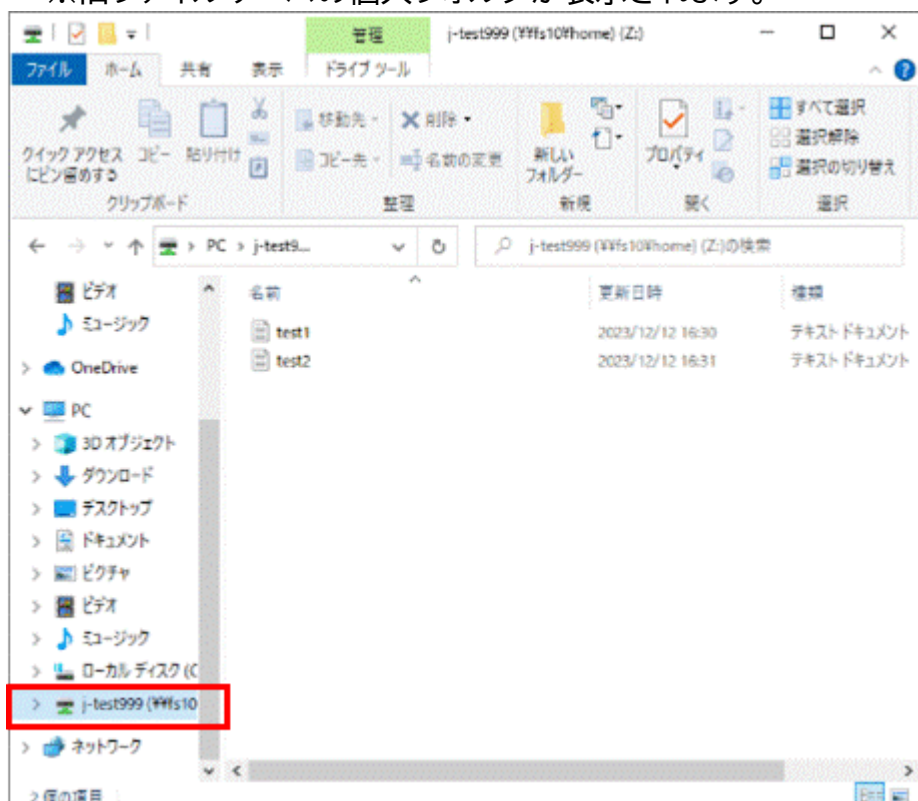 管理
j-test999 (¥¥fs10¥home) (Z:)
ファイル ホーム 共有 表示 ドライブ ツール
クイック アクセスにピン留めする
コピー
貼り付け
移動先
コピー先
削除
名前の変更
新しいフォルダー
プロパティ
すべて選択
選択解除
選択の切り替え
クリップボード 整理 新規 開く 選択
PC › j-test9...
j-test999 (¥¥fs10¥home) (Z:)の検索
名前 更新日時 種類
test1 2023/12/12 16:30 テキスト ドキュメント
test2 2023/12/12 16:31 テキスト ドキュメント
ビデオ
ミュージック
OneDrive
PC
3D オブジェクト
ダウンロード
デスクトップ
ドキュメント
ピクチャ
ビデオ
ミュージック
ローカル ディスク (C
j-test999 (¥¥fs10
ネットワーク
2 個の項目